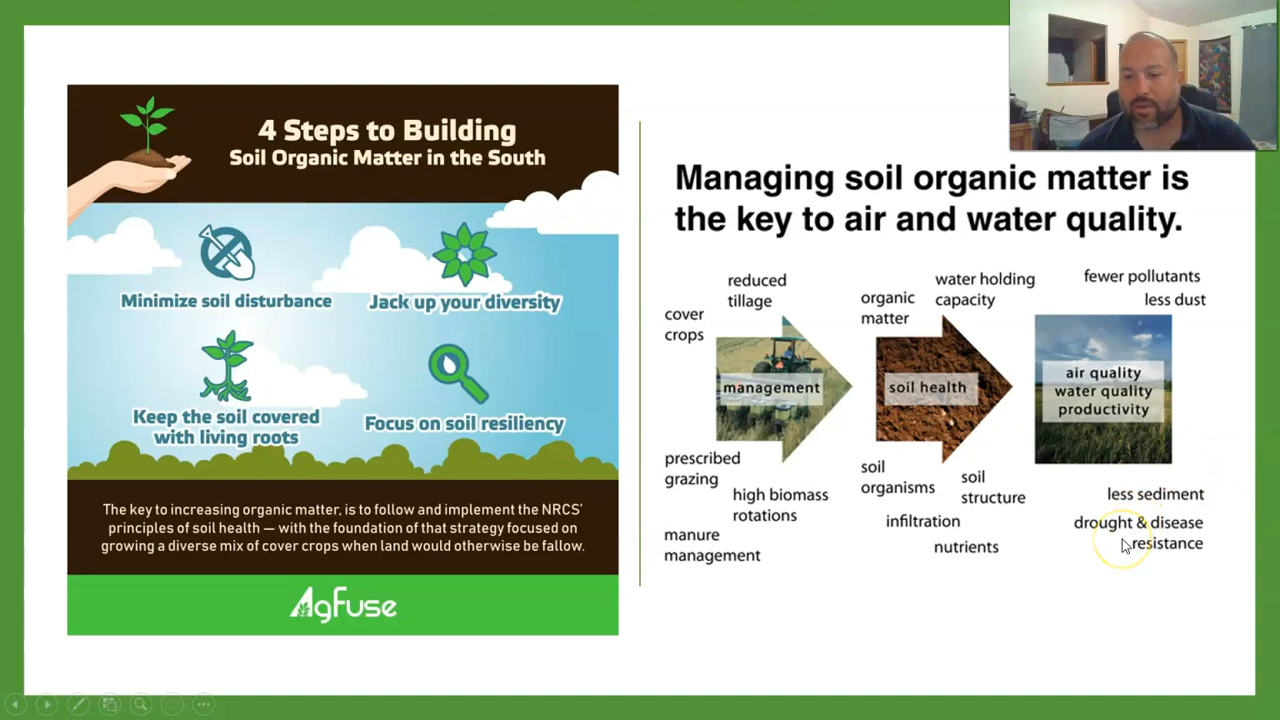 4 Steps to Building
Soil Organic Matter in the South
Minimize soil disturbance
Jack up your diversity
Keep the soil covered
with living roots
Focus on soil resiliency
The key to increasing organic matter, is to follow and implement the NRCS'
principles of soil health — with the foundation of that strategy focused on
growing a diverse mix of cover crops when land would otherwise be fallow.
AgFuse
Managing soil organic matter is
the key to air and water quality.
cover
crops
reduced
tillage
management
prescribed
grazing
high biomass
rotations
manure
management
organic
matter
water holding
capacity
soil health
soil
organisms
soil
structure
infiltration
nutrients
fewer pollutants
less dust
air quality
water quality
productivity
less sediment
drought & disease
resistance